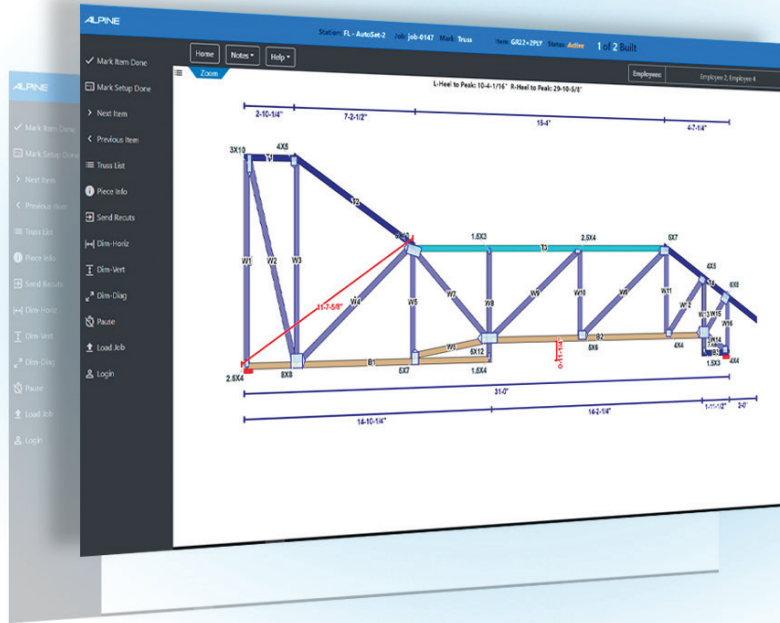 ALPINE
Station: FL - AutoSet-2 Job: job-0147 Mark: Truss Item: GR22=2PLY Status: Active 1 of 2 Built
Home Notes Help
Employees: Employee 2, Employee 4
Zoom
L-Heel to Peak: 10-4-1/16" R-Heel to Peak: 29-10-5/8"
Mark Item Done
Mark Setup Done
Next Item
Previous Item
Truss List
Piece Info
Send Recuts
Dim-Horiz
Dim-Vert
Dim-Diag
Pause
Load Job
Login
2-10-1/4" 7-2-1/2" 4-7-1/4"
3X10 4X5
T2
1.5X3 T3 2.5X4 5X7
W1 W2 W3 W4 W5 W7 W8 W9 W10 W11 W12 W15 W16
4X5
6X8
11-7-5/8"
2.5X4 8X8 B1 5X7 5X12 1.5X4 5X6 B2 4X4 1.5X3 4X4
31-0"
14-10-1/4" 14-2-1/4" 1-11-1/2" 2-0"
ALPINE
Mark Item Done
Mark Setup Done
Next Item
Previous Item
Truss List
Piece Info
Send Recuts
Dim-Horiz
Dim-Vert
Dim-Diag
Pause
Load Job
Login